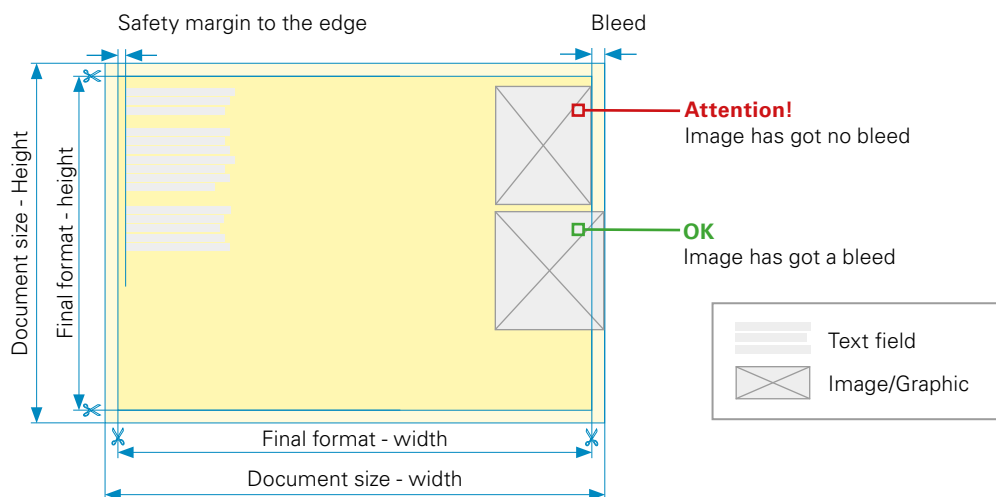 Safety margin to the edge
Bleed
Attention!
Image has got no bleed
OK
Image has got a bleed
Document size - Height
Final format - height
Text field
Image/Graphic
Final format - width
Document size - width